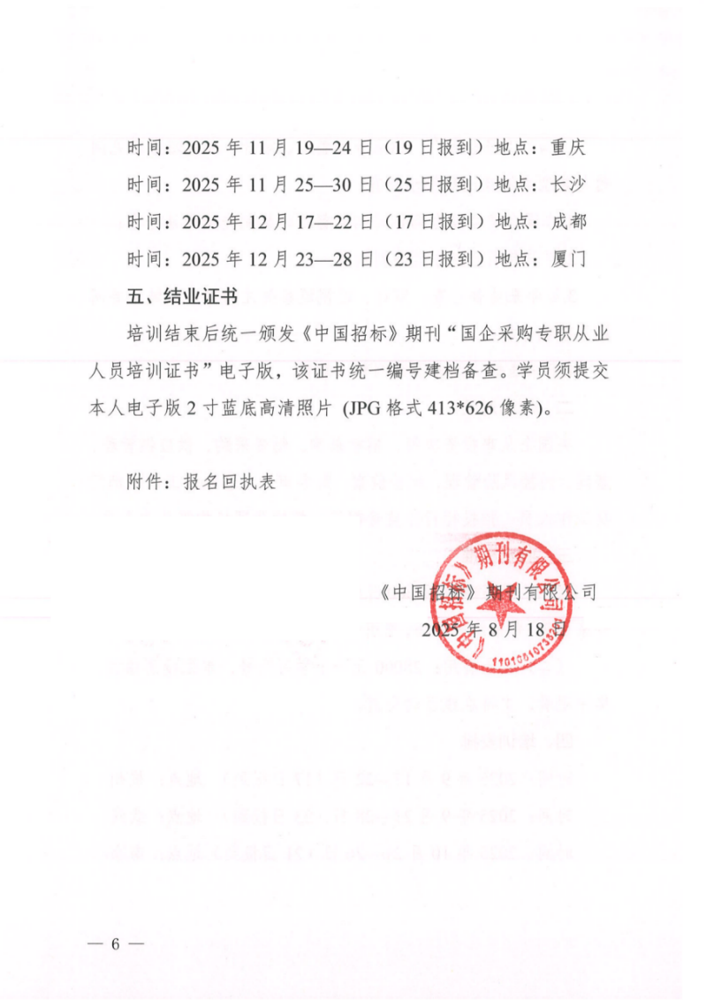 时间：2025 年 11 月 19—24 日（19 日报到）地点：重庆
时间：2025 年 11 月 25—30 日（25 日报到）地点：长沙
时间：2025 年 12 月 17—22 日（17 日报到）地点：成都
时间：2025 年 12 月 23—28 日（23 日报到）地点：厦门
五、结业证书
培训结束后统一颁发《中国招标》期刊“国企采购专职从业
人员培训证书”电子版，该证书统一编号建档备查。学员须提交
本人电子版 2 寸蓝底高清照片 (JPG 格式 413*626 像素)。
附件：报名回执表
《中国招标》期刊有限公司
2025 年 8 月 18 日
《中国招标》期刊有限公司
— 6 —